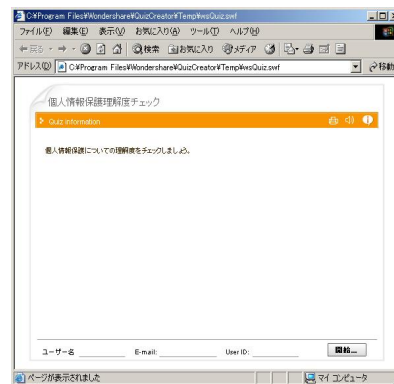 C:¥Program Files¥Wondershare¥QuizCreator¥Temp¥wsQuiz.swf
ファイル(F) 編集(E) 表示(V) お気に入り(A) ツール(T) ヘルプ(H)
戻る 検索 お気に入り メディア
アドレス(D) C:¥Program Files¥Wondershare¥QuizCreator¥Temp¥wsQuiz.swf 移動
個人情報保護理解度チェック
Quiz information
個人情報保護についての理解度をチェックしましょう。
ユーザー名 E-mail: User ID: 開始...
ページが表示されました マイ コンピュータ